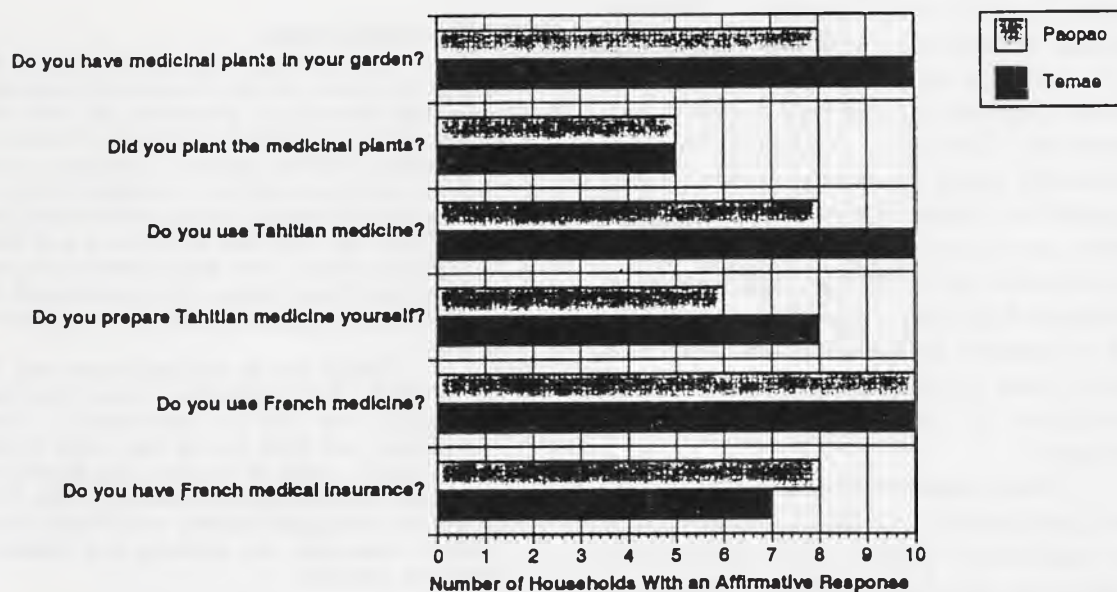 Paopao
Temae
Do you have medicinal plants in your garden?
Did you plant the medicinal plants?
Do you use Tahitian medicine?
Do you prepare Tahitian medicine yourself?
Do you use French medicine?
Do you have French medical insurance?
0 1 2 3 4 5 6 7 8 9 10
Number of Households With an Affirmative Response